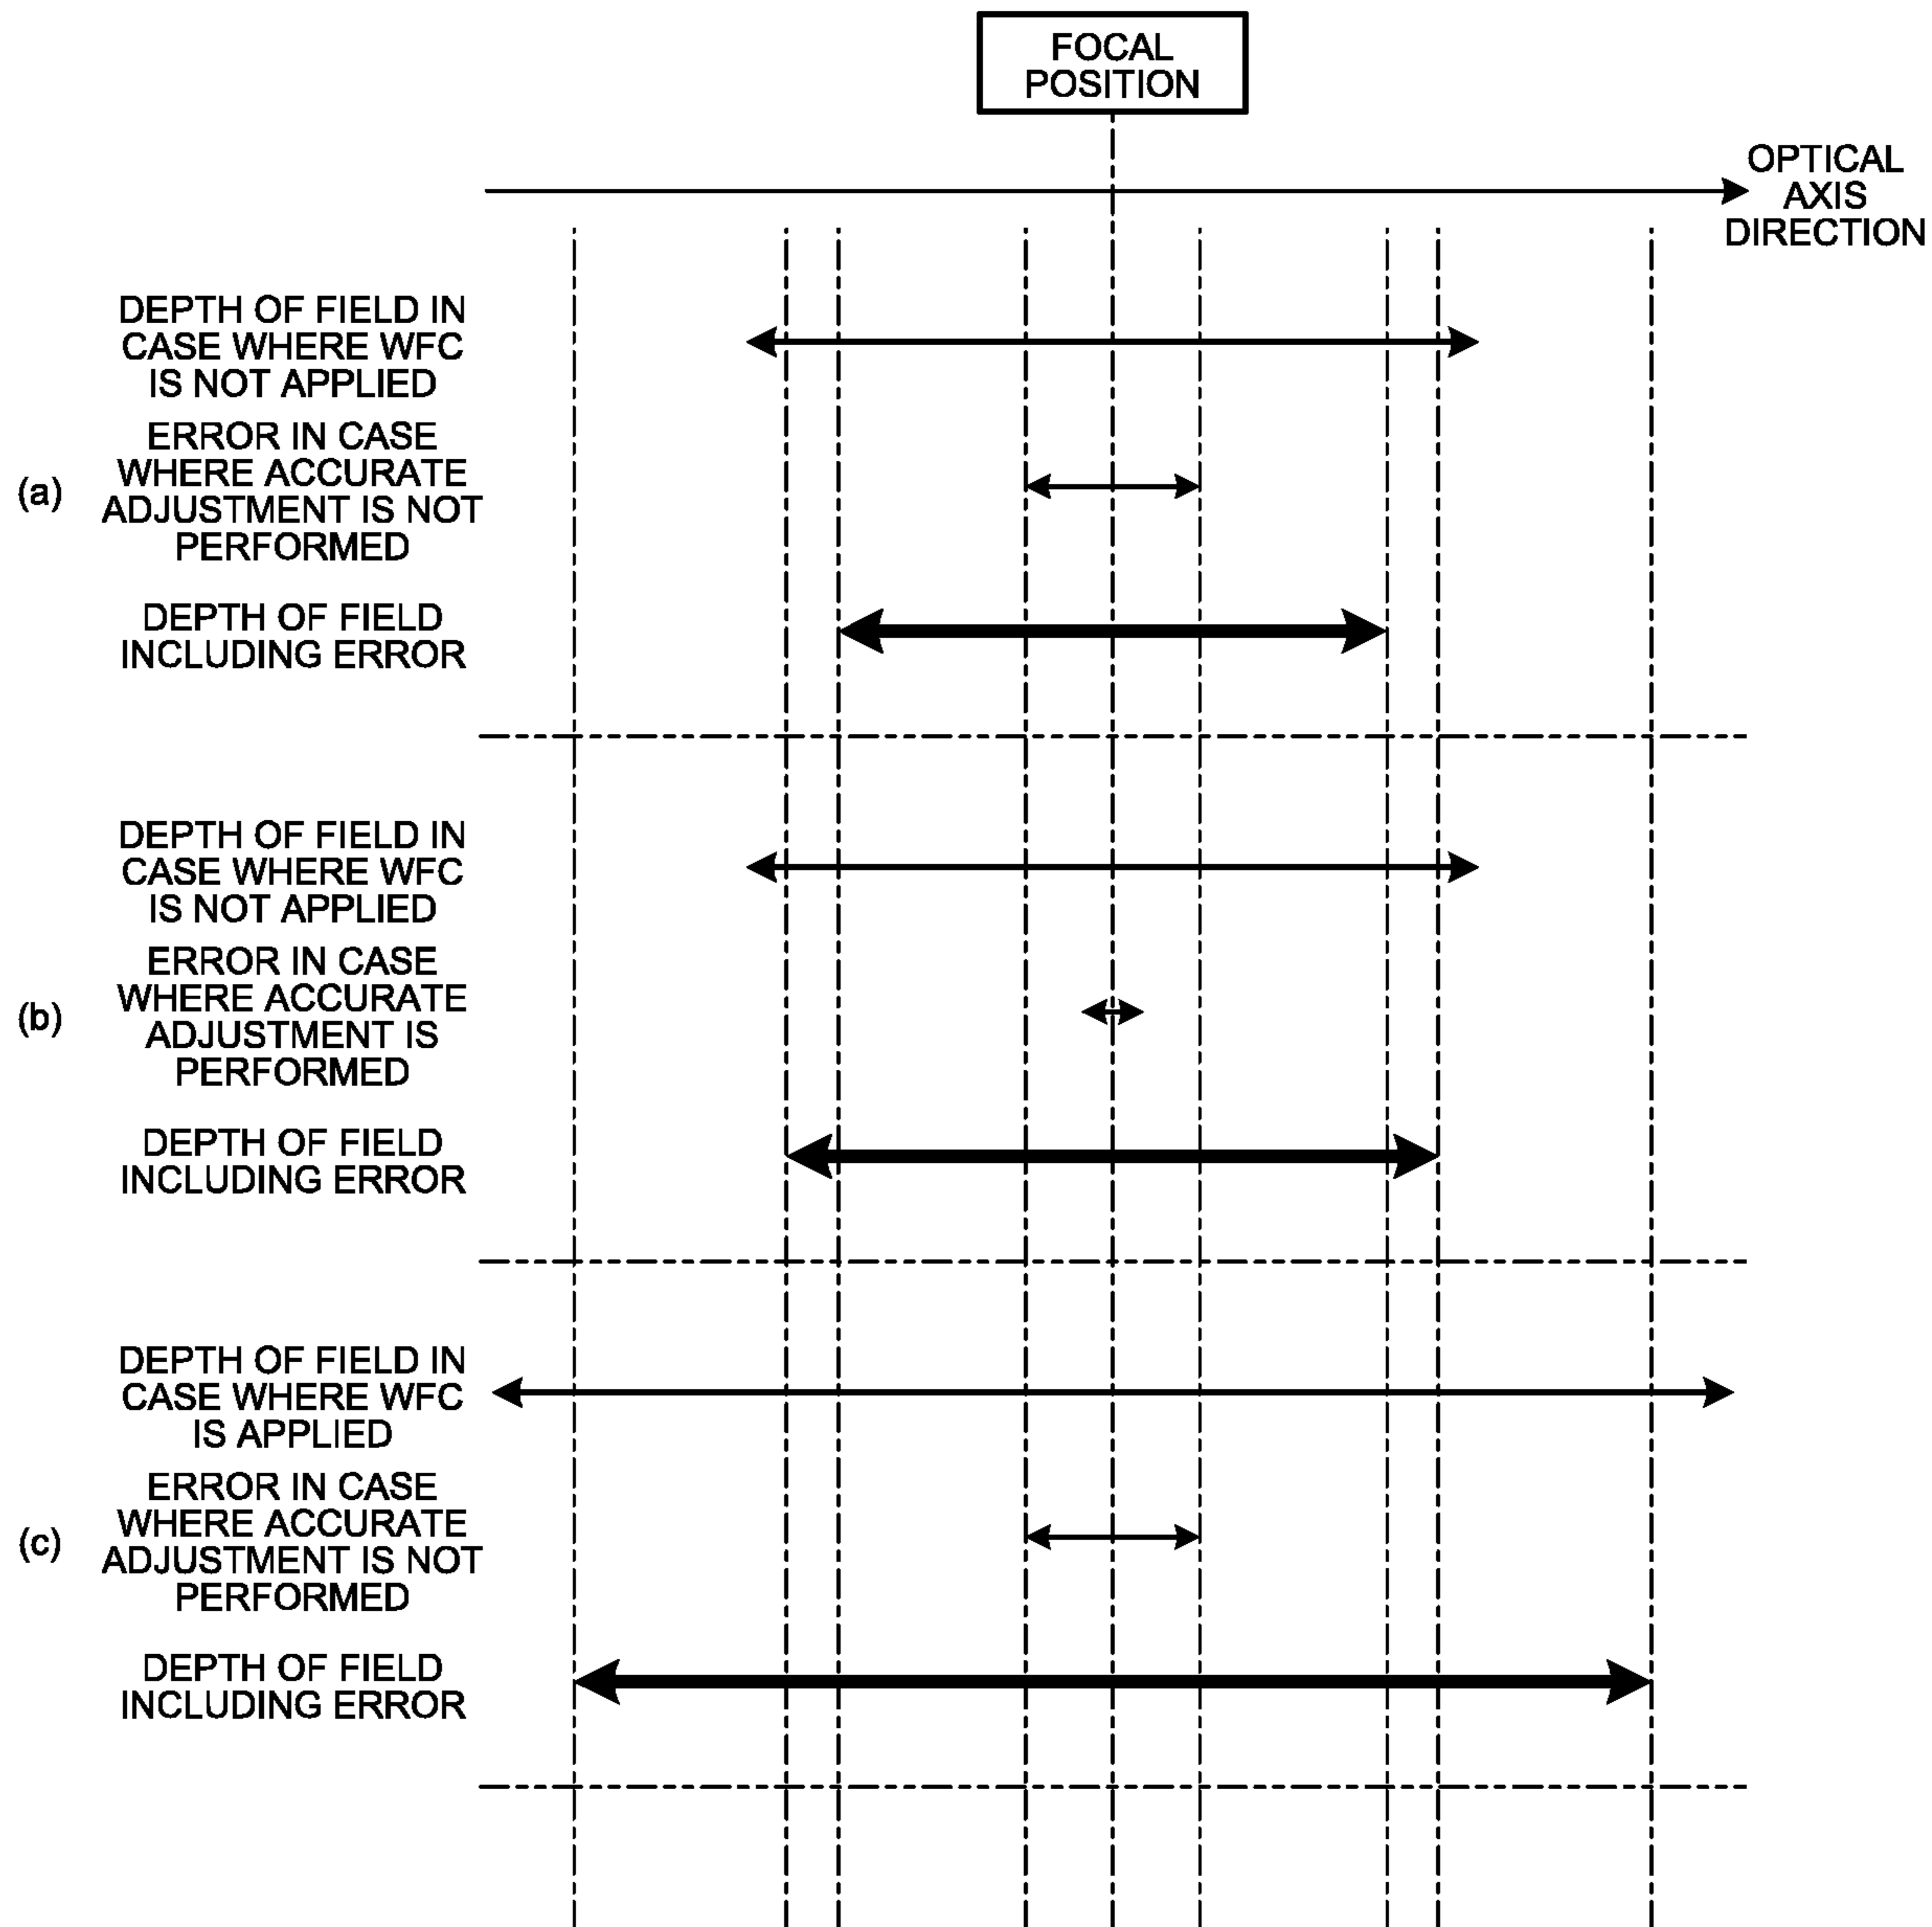 FOCAL
POSITION
OPTICAL
AXIS
DIRECTION
(a)
DEPTH OF FIELD IN
CASE WHERE WFC
IS NOT APPLIED
ERROR IN CASE
WHERE ACCURATE
ADJUSTMENT IS NOT
PERFORMED
DEPTH OF FIELD
INCLUDING ERROR
(b)
DEPTH OF FIELD IN
CASE WHERE WFC
IS NOT APPLIED
ERROR IN CASE
WHERE ACCURATE
ADJUSTMENT IS
PERFORMED
DEPTH OF FIELD
INCLUDING ERROR
(c)
DEPTH OF FIELD IN
CASE WHERE WFC
IS APPLIED
ERROR IN CASE
WHERE ACCURATE
ADJUSTMENT IS NOT
PERFORMED
DEPTH OF FIELD
INCLUDING ERROR